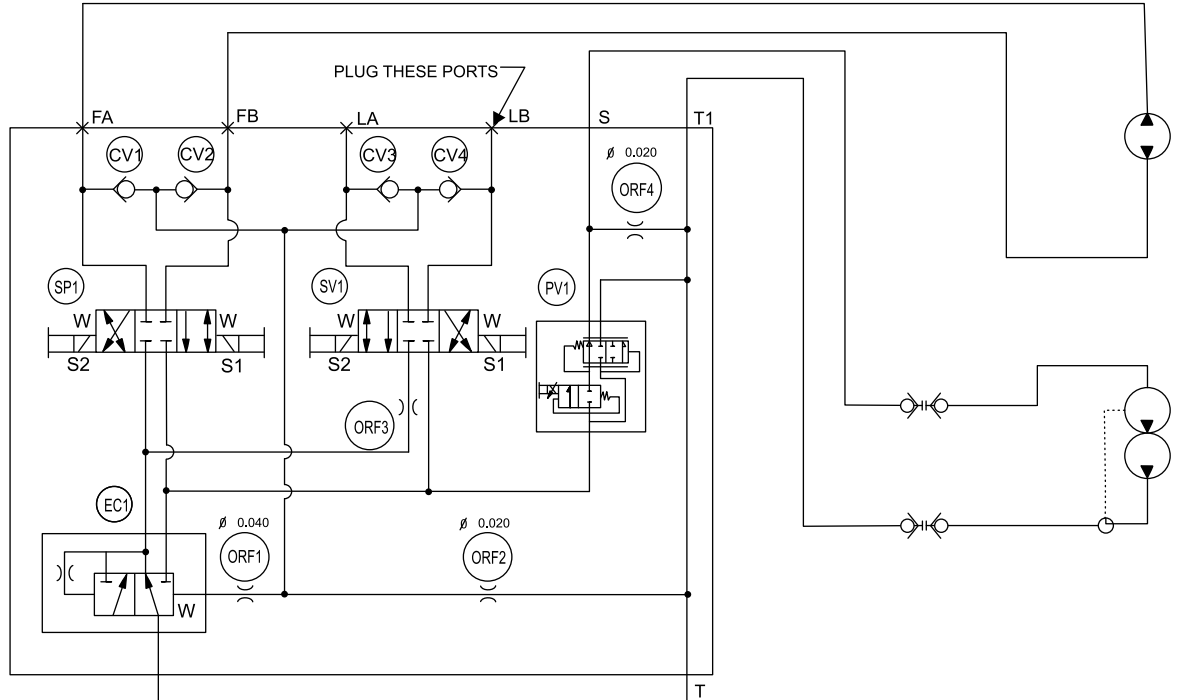 PLUG THESE PORTS
FA
FB
LA
LB
S
T1
CV1
CV2
CV3
CV4
ø 0.020
ORF4
SP1
SV1
PV1
W
W
W
W
S2
S1
S2
S1
ORF3
EC1
ø 0.040
ø 0.020
ORF1
ORF2
W
T